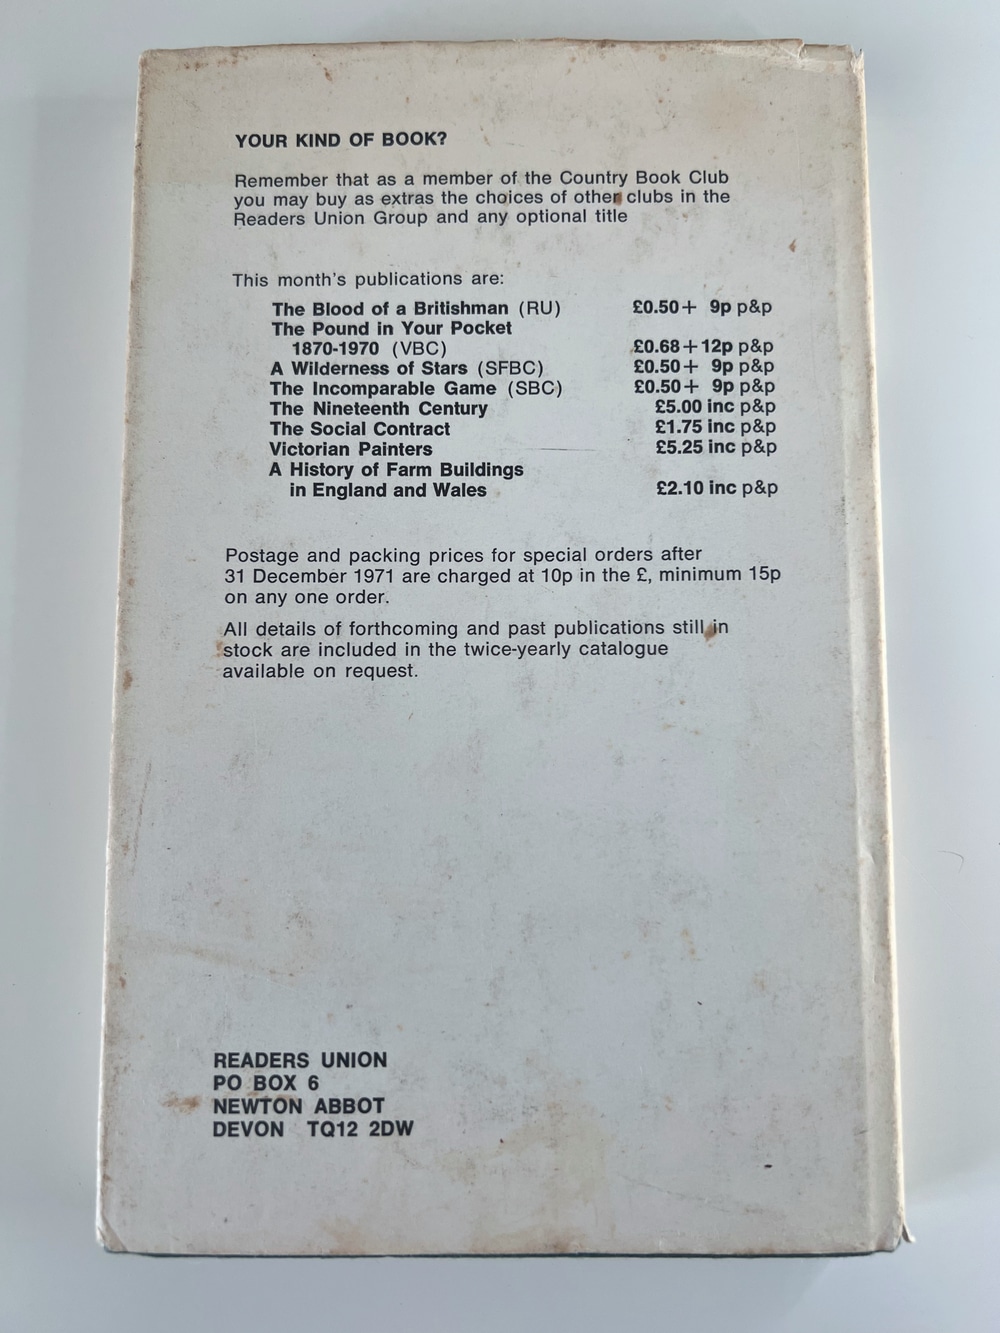 YOUR KIND OF BOOK?
Remember that as a member of the Country Book Club
you may buy as extras the choices of other clubs in the
Readers Union Group and any optional title
This month's publications are:
The Blood of a Britishman (RU) £0.50+ 9p p&p
The Pound in Your Pocket
1870-1970 (VBC) £0.68+12p p&p
A Wilderness of Stars (SFBC) £0.50+ 9p p&p
The Incomparable Game (SBC) £0.50+ 9p p&p
The Nineteenth Century £5.00 inc p&p
The Social Contract £1.75 inc p&p
Victorian Painters £5.25 inc p&p
A History of Farm Buildings
in England and Wales £2.10 inc p&p
Postage and packing prices for special orders after
31 December 1971 are charged at 10p in the £, minimum 15p
on any one order.
All details of forthcoming and past publications still in
stock are included in the twice-yearly catalogue
available on request.
READERS UNION
PO BOX 6
NEWTON ABBOT
DEVON TQ12 2DW